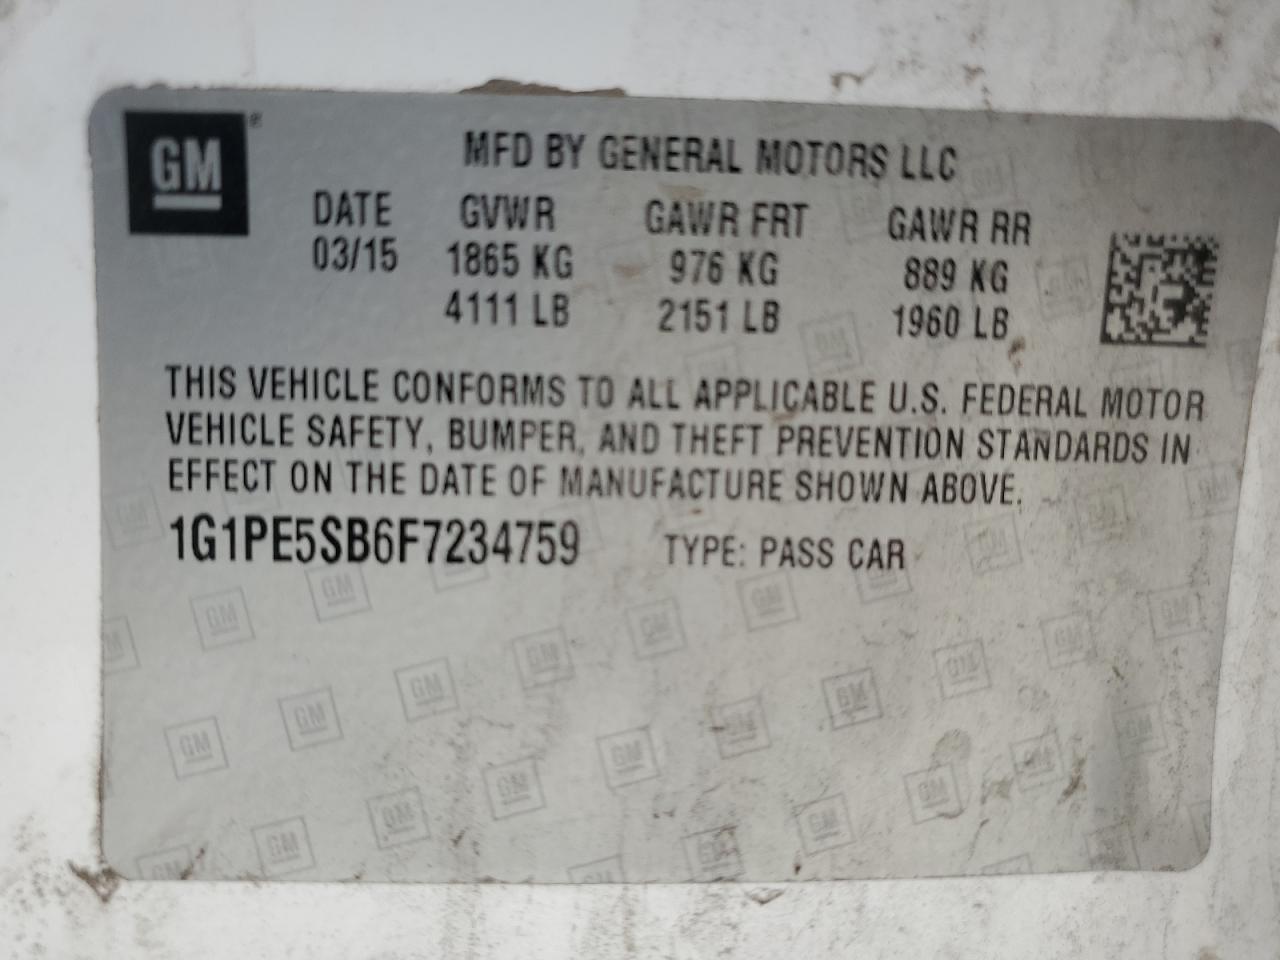 GM®
MFD BY GENERAL MOTORS LLC
DATE GVWR GAWR FRT GAWR RR
03/15 1865 KG 976 KG 889 KG
4111 LB 2151 LB 1960 LB
THIS VEHICLE CONFORMS TO ALL APPLICABLE U.S. FEDERAL MOTOR
VEHICLE SAFETY, BUMPER, AND THEFT PREVENTION STANDARDS IN
EFFECT ON THE DATE OF MANUFACTURE SHOWN ABOVE.
1G1PE5SB6F7234759 TYPE: PASS CAR